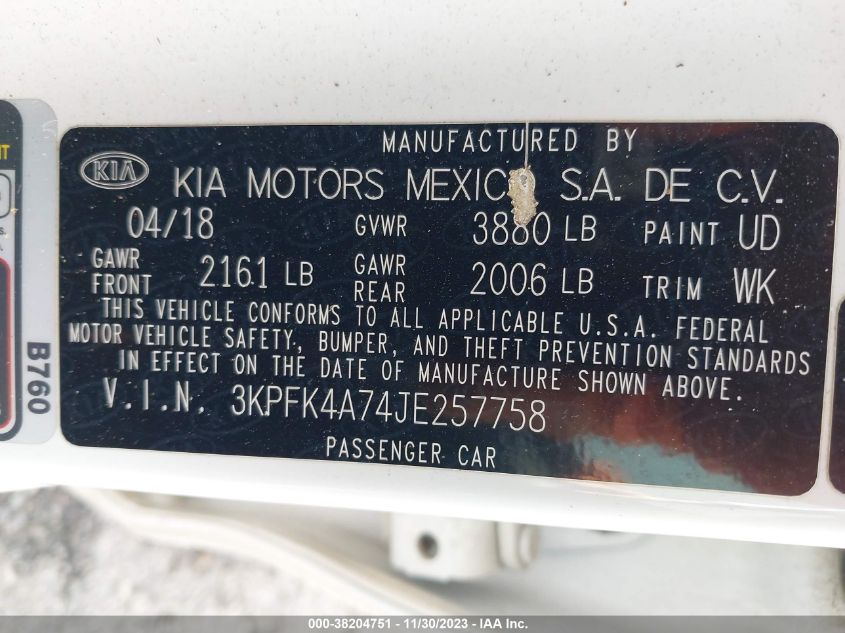 MANUFACTURED BY
KIA KIA MOTORS MEXICO S.A. DE C.V.
04/18 GVWR 3880 LB PAINT UD
GAWR FRONT 2161 LB GAWR REAR 2006 LB TRIM WK
THIS VEHICLE CONFORMS TO ALL APPLICABLE U.S.A. FEDERAL
MOTOR VEHICLE SAFETY, BUMPER, AND THEFT PREVENTION STANDARDS
IN EFFECT ON THE DATE OF MANUFACTURE SHOWN ABOVE.
V.I.N. 3KPFK4A74JE257758
PASSENGER CAR
B760
000-38204751 — 11/30/2023 — IAA Inc.